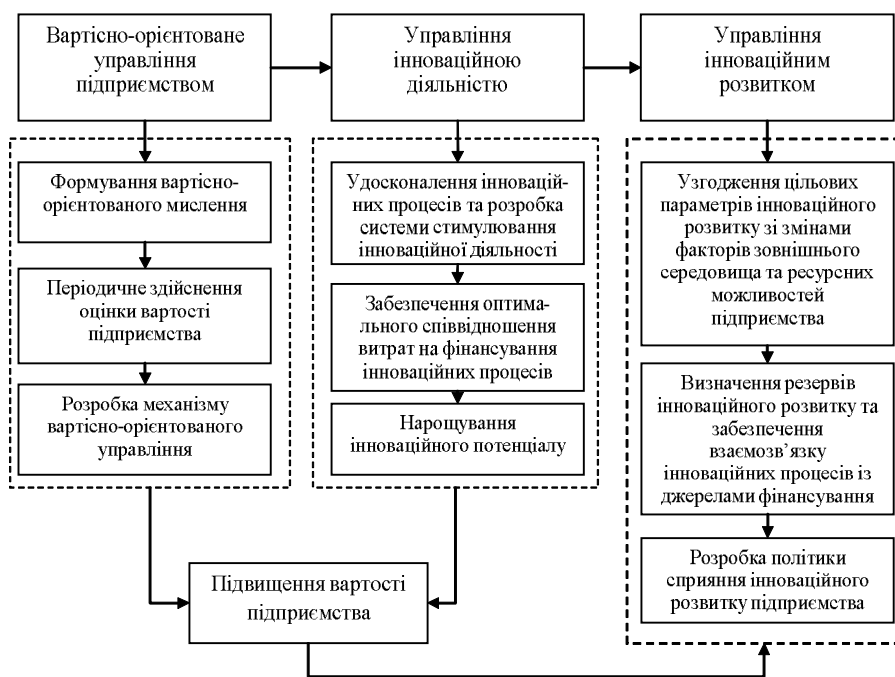 Вартісно-орієнтоване
управління
підприємством
Управління
інноваційною
діяльністю
Управління
інноваційним
розвитком
Формування вартісно-
орієнтованого мислення
Періодичне здійснення
оцінки вартості
підприємства
Розробка механізму
вартісно-орієнтованого
управління
Удосконалення інновацій-
них процесів та розробка
системи стимулювання
інноваційної діяльності
Забезпечення оптима-
льного співвідношення
витрат на фінансування
інноваційних процесів
Нарощування
інноваційного потенціалу
Узгодження цільових
параметрів інноваційного
розвитку зі змінами
факторів зовнішнього
середовища та ресурсних
можливостей
підприємства
Визначення резервів
інноваційного розвитку та
забезпечення
взаємозв’язку
інноваційних процесів із
джерелами фінансування
Розробка політики
сприяння інноваційного
розвитку підприємства
Підвищення вартості
підприємства